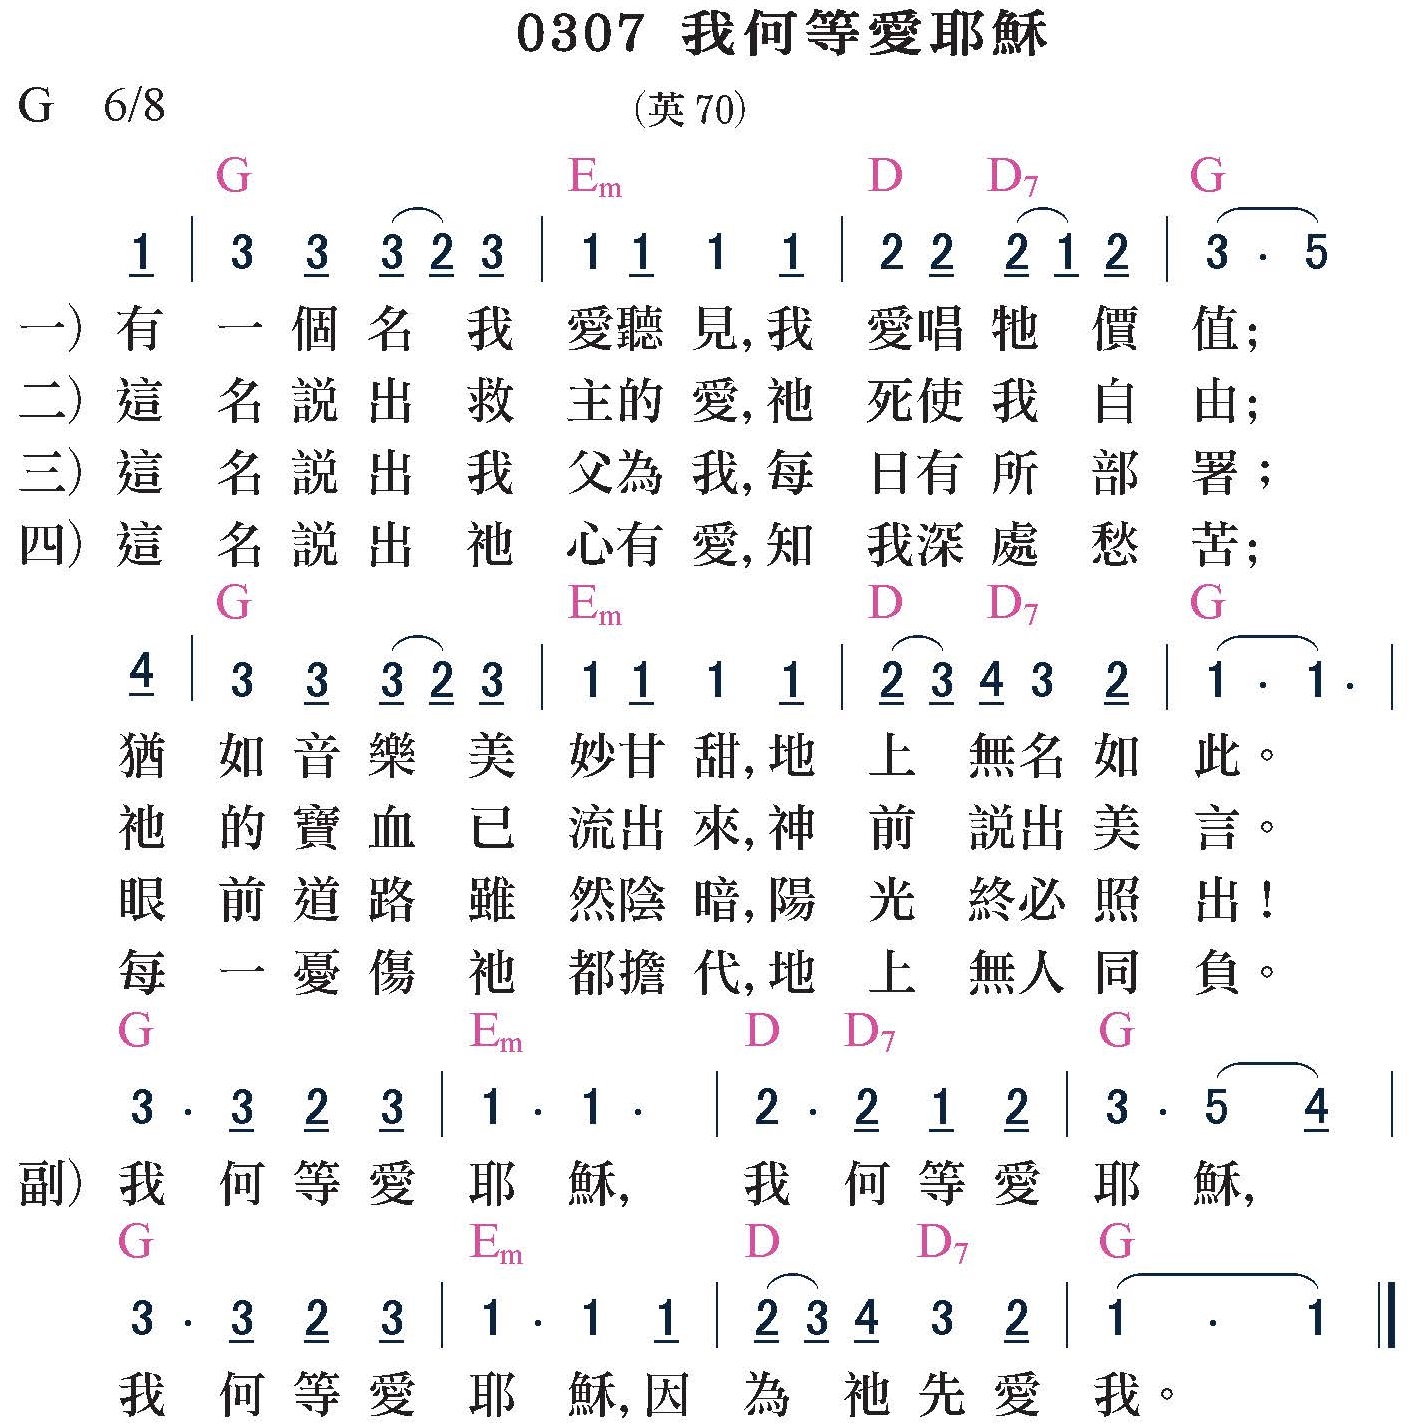 0307 我何等愛耶穌
G 6/8 (英 70)
G Em D D7 G
1 | 3 3 3 2 3 | 1 1 1 1 | 2 2 2 1 2 | 3 · 5
一) 有一個名我愛聽見,我愛唱牠價值;
二) 這名説出救主的愛,祂死使我自由;
三) 這名説出我父為我,每日有所部署;
四) 這名説出祂心有愛,知我深處愁苦;
G Em D D7 G
4 | 3 3 3 2 3 | 1 1 1 1 | 2 3 4 3 2 | 1 · 1 · |
猶如音樂美妙甘甜,地上無名如此。
祂的寶血已流出來,神前説出美言。
眼前道路雖然陰暗,陽光終必照出!
每一憂傷祂都擔代,地上無人同負。
G Em D D7 G
3 · 3 2 3 | 1 · 1 · | 2 · 2 1 2 | 3 · 5 4 |
副) 我何等愛耶穌,我何等愛耶穌,
G Em D D7 G
3 · 3 2 3 | 1 · 1 1 | 2 3 4 3 2 | 1 · 1 ||
我何等愛耶穌,因為祂先愛我。